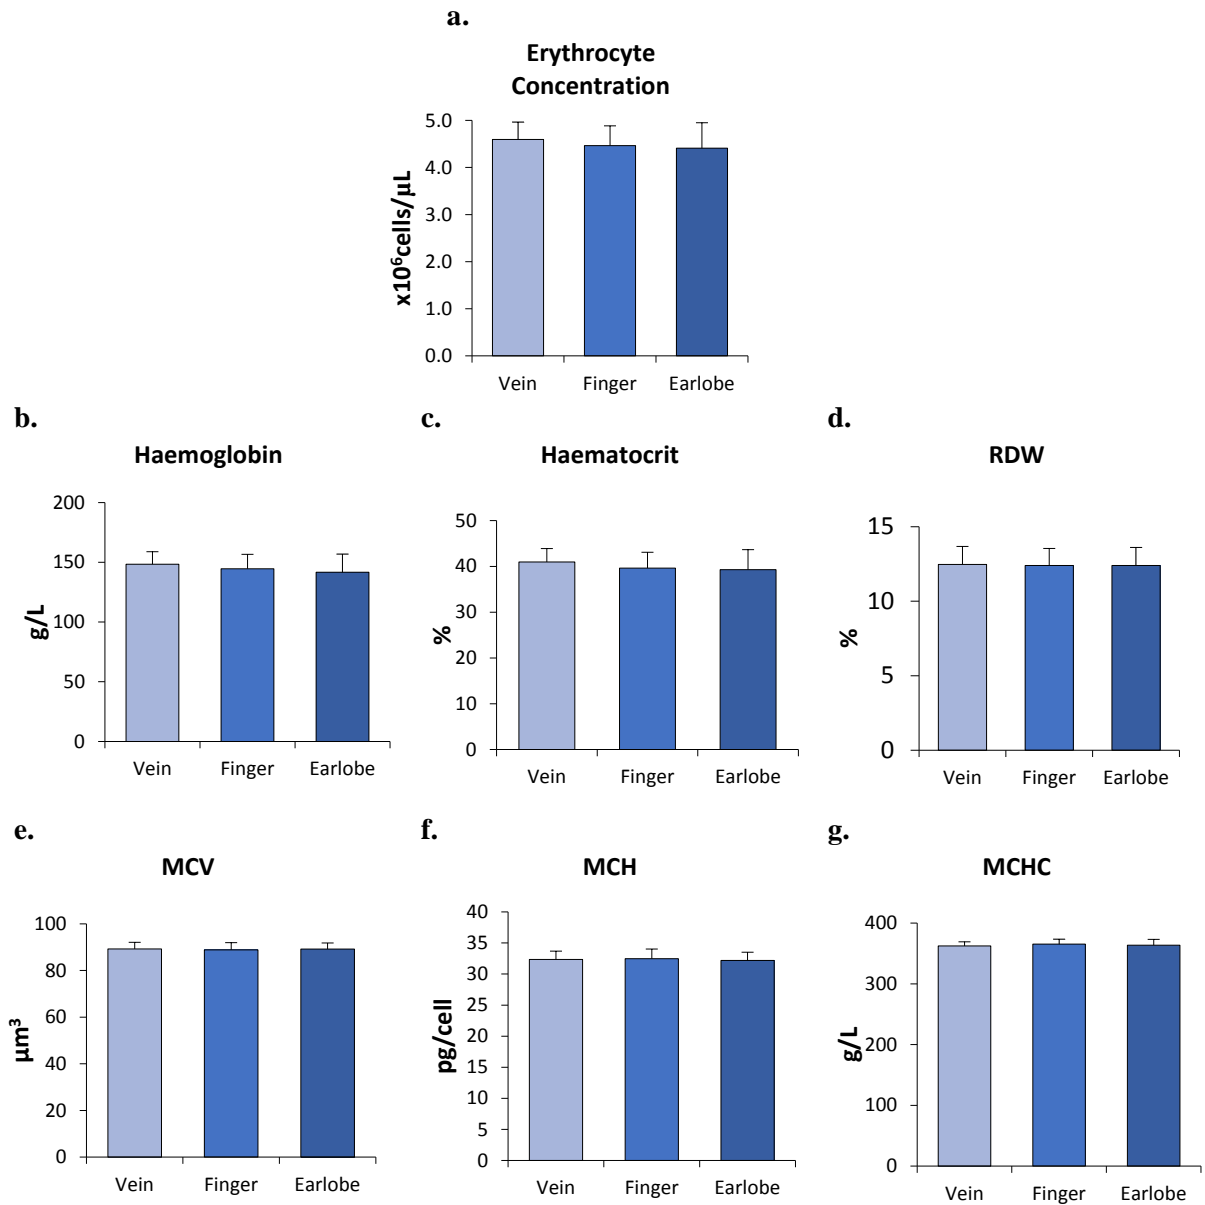 a.
Erythrocyte
Concentration
5.0
4.0
3.0
2.0
1.0
0.0
x10⁶cells/µL
Vein Finger Earlobe
b.
Haemoglobin
200
150
100
50
0
g/L
Vein Finger Earlobe
c.
Haematocrit
50
40
30
20
10
0
%
Vein Finger Earlobe
d.
RDW
15
10
5
0
%
Vein Finger Earlobe
e.
MCV
100
80
60
40
20
0
µm³
Vein Finger Earlobe
f.
MCH
40
35
30
25
20
15
10
5
0
pg/cell
Vein Finger Earlobe
g.
MCHC
400
300
200
100
0
g/L
Vein Finger Earlobe